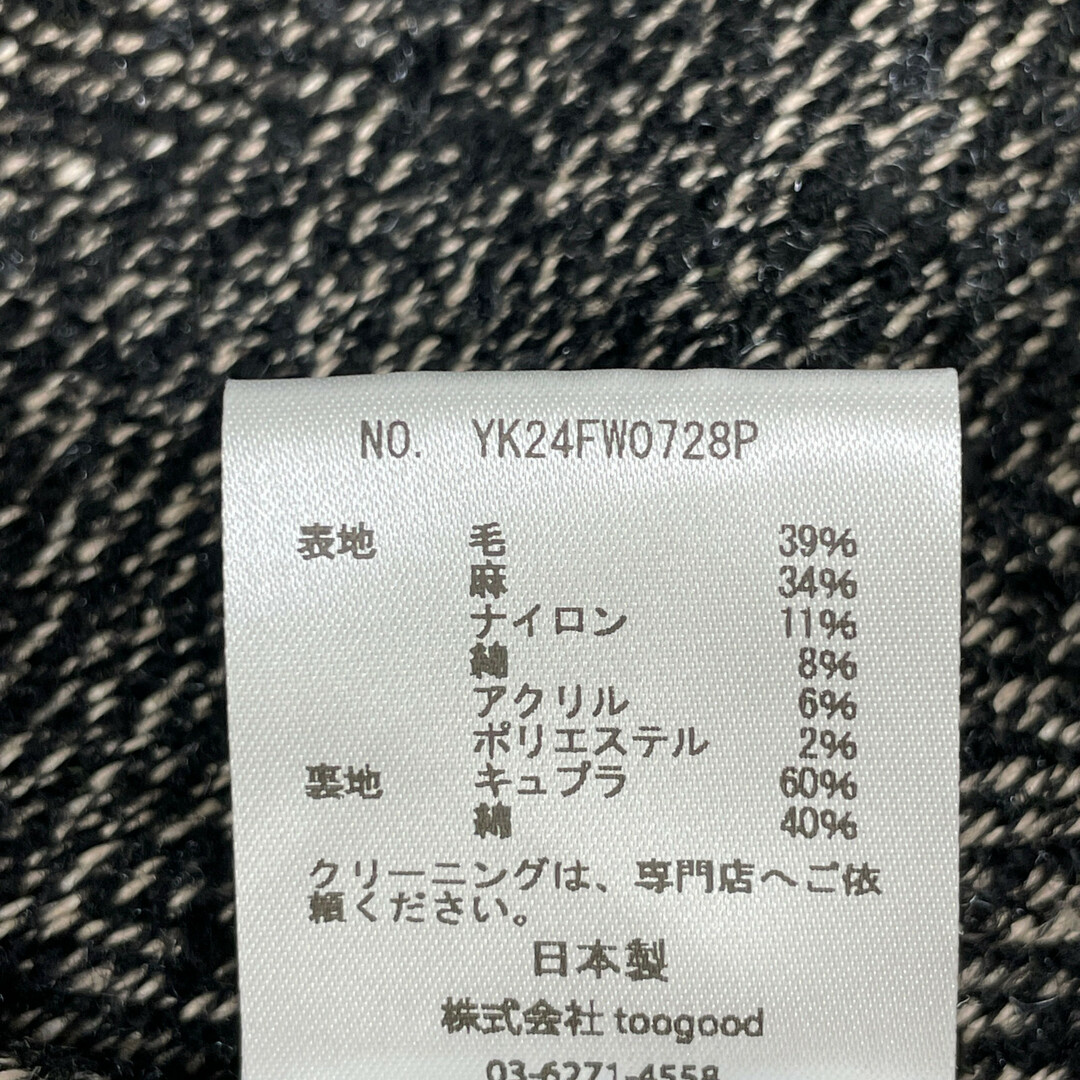 NO. YK24FW0728P
表地 毛 39%
麻 34%
ナイロン 11%
8%
アクリル 6%
ポリエステル 2%
裏地 キュプラ 60%
綿 40%
クリーニングは、専門店へご依
頼ください。
日本製
株式会社 toogood
03-6271-4558